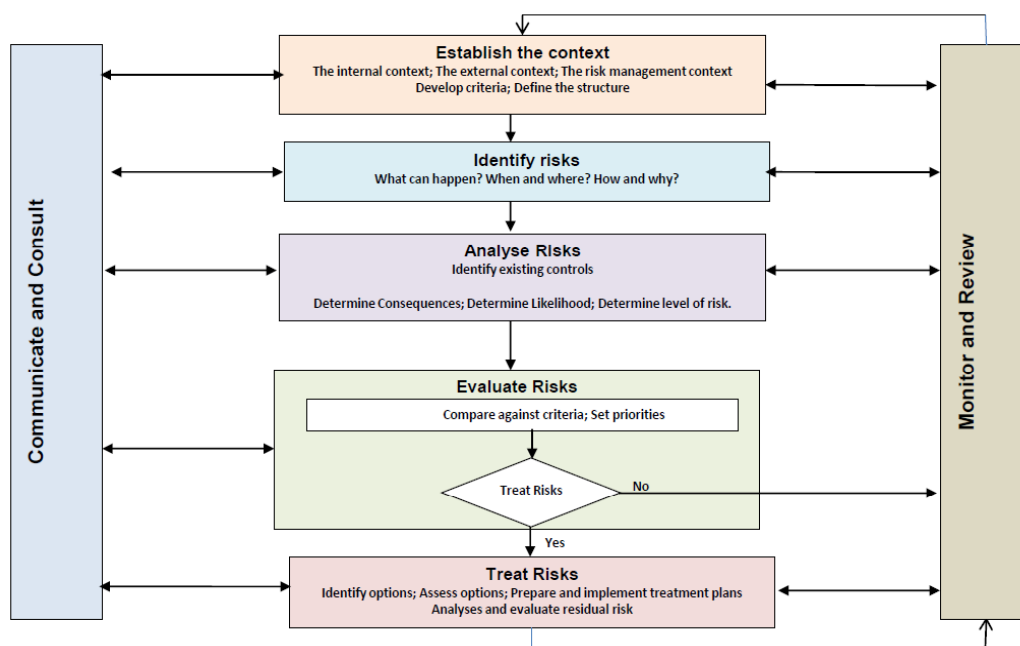 Establish the context
The internal context; The external context; The risk management context
Develop criteria; Define the structure
Identify risks
What can happen? When and where? How and why?
Analyse Risks
Identify existing controls
Determine Consequences; Determine Likelihood; Determine level of risk.
Evaluate Risks
Compare against criteria; Set priorities
Treat Risks
No
Yes
Treat Risks
Identify options; Assess options; Prepare and implement treatment plans
Analyses and evaluate residual risk
Communicate and Consult
Monitor and Review